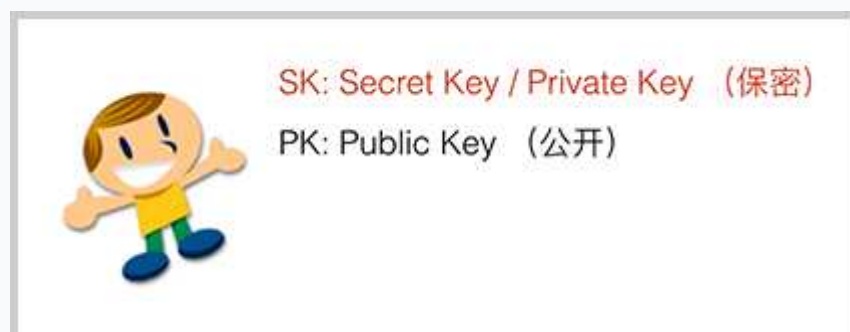 SK: Secret Key / Private Key （保密）
PK: Public Key （公开）